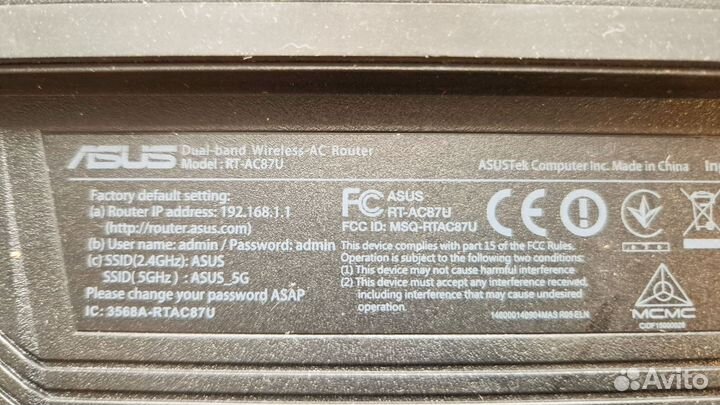 ASUS Dual-band Wireless-AC Router
Model: RT-AC87U
ASUSTek Computer Inc. Made in China
Factory default setting:
(a) Router IP address: 192.168.1.1
(http://router.asus.com)
(b) User name: admin / Password: admin
(c) SSID(2.4GHz): ASUS
SSID( 5GHz ) : ASUS_5G
Please change your password ASAP
IC: 3568A-RTAC87U
FC ASUS
RT-AC87U
FCC ID: MSQ-RTAC87U
This device complies with part 15 of the FCC Rules.
Operation is subject to the following two conditions:
(1) This device may not cause harmful interference
(2) This device must accept any interference received,
including interference that may cause undesired
operation.
CE
MCMC
Avito